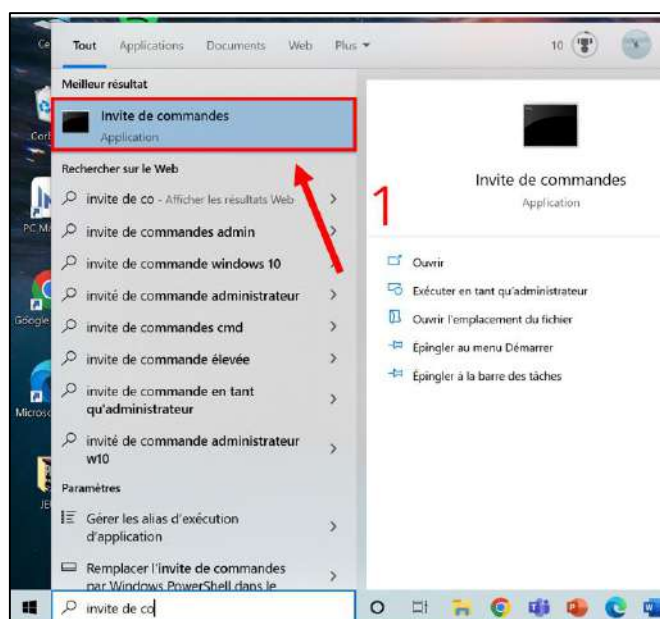 Tout Applications Documents Web Plus
10
Meilleur résultat
Invite de commandes
Application
Rechercher sur le Web
invite de co - Afficher les résultats Web
invite de commandes admin
invite de commande windows 10
invité de commande administrateur
invite de commandes cmd
invite de commande élevée
invite de commande en tant
qu'administrateur
invité de commande administrateur
w10
Paramètres
Gérer les alias d'exécution
d'application
Remplacer l'invite de commandes
par Windows PowerShell dans le
invite de co
1
Invite de commandes
Application
Ouvrir
Exécuter en tant qu'administrateur
Ouvrir l'emplacement du fichier
Épingler au menu Démarrer
Épingler à la barre des tâches